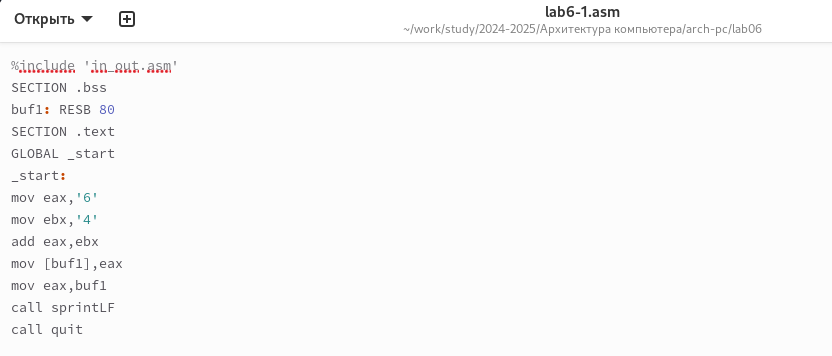 Открыть
lab6-1.asm
~/work/study/2024-2025/Архитектура компьютера/arch-pc/lab06
%include 'in_out.asm'
SECTION .bss
buf1: RESB 80
SECTION .text
GLOBAL _start
_start:
mov eax,'6'
mov ebx,'4'
add eax,ebx
mov [buf1],eax
mov eax,buf1
call sprintLF
call quit